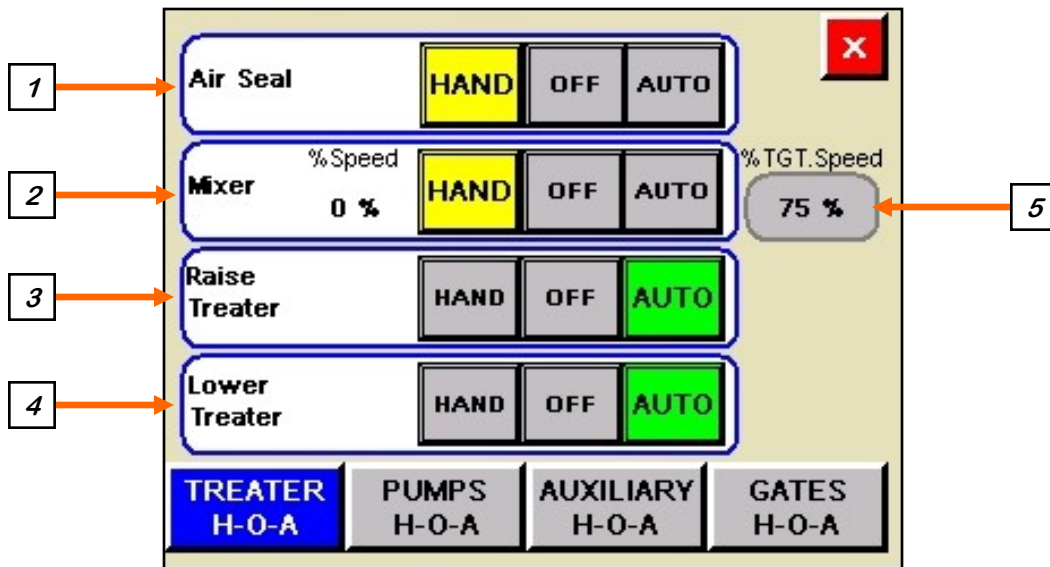 X
1
Air Seal
HAND OFF AUTO
2
Mixer
%Speed
0 %
HAND OFF AUTO
%TGT.Speed
75 %
5
3
Raise
Treater
HAND OFF AUTO
4
Lower
Treater
HAND OFF AUTO
TREATER
H-O-A
PUMPS
H-O-A
AUXILIARY
H-O-A
GATES
H-O-A